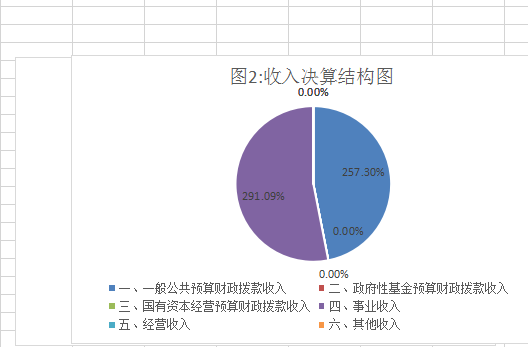 图2:收入决算结构图
0.00%
257.30%
291.09%
0.00%
0.00%
一、一般公共预算财政拨款收入 二、政府性基金预算财政拨款收入
三、国有资本经营预算财政拨款收入 四、事业收入
五、经营收入 六、其他收入